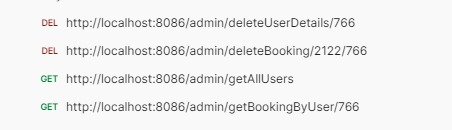 DEL http://localhost:8086/admin/deleteUserDetails/766
DEL http://localhost:8086/admin/deleteBooking/2122/766
GET http://localhost:8086/admin/getAllUsers
GET http://localhost:8086/admin/getBookingByUser/766